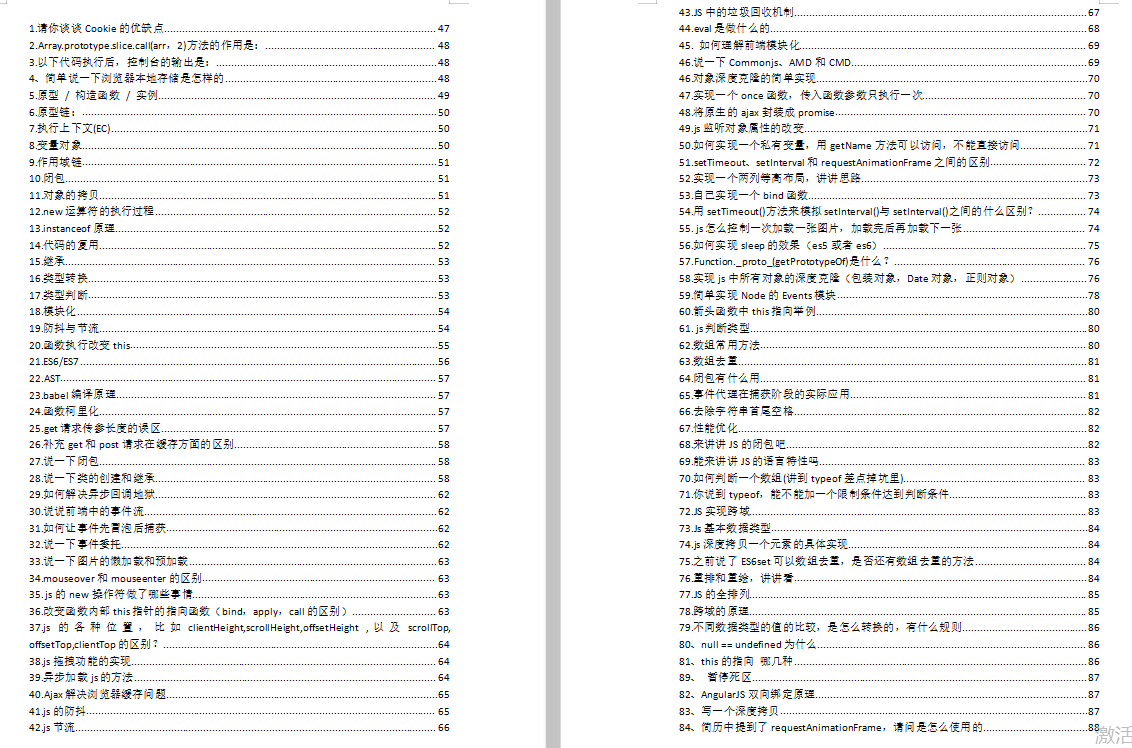 1.请你谈谈 Cookie 的优缺点 47
2.Array.prototype.slice.call(arr，2)方法的作用是： 48
3.以下代码执行后，控制台的输出是： 48
4、简单说一下浏览器本地存储是怎样的 48
5.原型 / 构造函数 / 实例 49
6.原型链： 50
7.执行上下文(EC) 50
8.变量对象 50
9.作用域链 51
10.闭包 51
11.对象的拷贝 51
12.new 运算符的执行过程 52
13.instanceof 原理 52
14.代码的复用 52
15.继承 53
16.类型转换 53
17.类型判断 53
18.模块化 54
19.防抖与节流 54
20.函数执行改变 this 55
21.ES6/ES7 56
22.AST 57
23.babel 编译原理 57
24.函数柯里化 57
25.get 请求传参长度的误区 57
26.补充 get 和 post 请求在缓存方面的区别 58
27.说一下闭包 58
28.说一下类的创建和继承 58
29.如何解决异步回调地狱 62
30.说说前端中的事件流 62
31.如何让事件先冒泡后捕获 62
32.说一下事件委托 62
33.说一下图片的懒加载和预加载 63
34.mouseover 和 mouseenter 的区别 63
35.js 的 new 操作符做了哪些事情 63
36.改变函数内部 this 指针的指向函数（bind，apply，call 的区别） 63
37.js 的各种位置，比如 clientHeight,scrollHeight,offsetHeight ,以及 scrollTop,
offsetTop,clientTop 的区别？ 64
38.js 拖拽功能的实现 64
39.异步加载 js 的方法 64
40.Ajax 解决浏览器缓存问题 65
41.js 的防抖 65
42.js 节流 66
43.JS 中的垃圾回收机制 67
44.eval 是做什么的 68
45. 如何理解前端模块化 69
46.说一下 Commonjs、AMD 和 CMD 69
46.对象深度克隆的简单实现 70
47.实现一个 once 函数，传入函数参数只执行一次 70
48.将原生的 ajax 封装成 promise 70
49.js 监听对象属性的改变 71
50.如何实现一个私有变量，用 getName 方法可以访问，不能直接访问 71
51.setTimeout、setInterval 和 requestAnimationFrame 之间的区别 72
52.实现一个两列等高布局，讲讲思路 73
53.自己实现一个 bind 函数 73
54.用 setTimeout()方法来模拟 setInterval()与 setInterval()之间的什么区别？ 74
55. js 怎么控制一次加载一张图片，加载完后再加载下一张 74
56.如何实现 sleep 的效果（es5 或者 es6） 75
57.Function._proto_(getPrototypeOf)是什么？ 76
58.实现 js 中所有对象的深度克隆（包装对象，Date 对象，正则对象） 76
59.简单实现 Node 的 Events 模块 78
60.箭头函数中 this 指向举例 80
61. js 判断类型 80
62.数组常用方法 80
63.数组去重 81
64.闭包有什么用 81
65.事件代理在捕获阶段的实际应用 81
66.去除字符串首尾空格 82
67.性能优化 82
68.来讲讲 JS 的闭包吧 82
69.能来讲讲 JS 的语言特性吗 83
70.如何判断一个数组(讲到 typeof 差点掉坑里) 83
71.你说到 typeof，能不能加一个限制条件达到判断条件 83
72.JS 实现跨域 83
73.Js 基本数据类型 84
74.js 深度拷贝一个元素的具体实现 84
75.之前说了 ES6set 可以数组去重，是否还有数组去重的方法 84
76.重排和重绘，讲讲看 84
77.JS 的全排列 85
78.跨域的原理 85
79.不同数据类型的值的比较，是怎么转换的，有什么规则 86
80、null == undefined 为什么 86
81、this 的指向 哪几种 86
89、 暂停死区 87
82、AngularJS 双向绑定原理 87
83、写一个深度拷贝 87
84、简历中提到了 requestAnimationFrame，请问是怎么使用的 88
激活